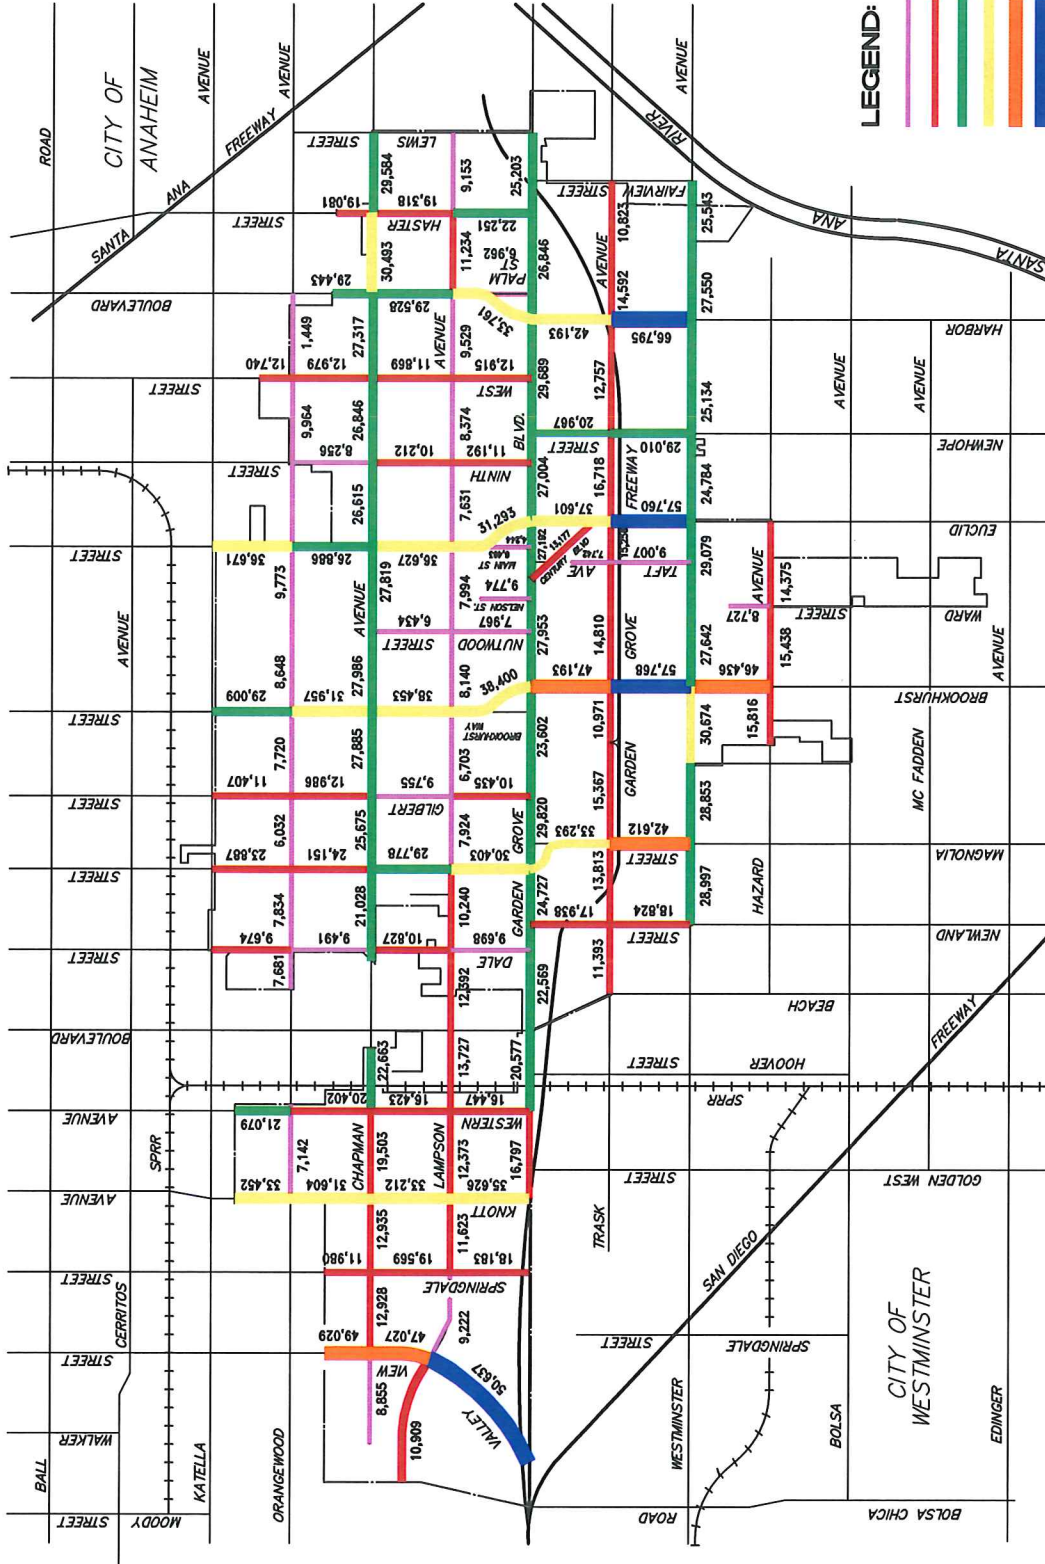 LEGEND:
CITY OF
ANAHEIM
ROAD
AVENUE
AVENUE
SANTA ANA FREEWAY
STREET
LEWIS
STREET
HASTER
BOULEVARD
STREET
WEST
STREET
NINTH
STREET
STREET
NUTWOOD
STREET
STREET
GILBERT
STREET
STREET
DALE
BOULEVARD
AVENUE
WESTERN
AVENUE
KNOTT
STREET
SPRINGDALE
STREET
VALLEY
VIEW
WALKER
MOODY
STREET
BALL
CERRITOS
AVENUE
SPRR
KATELLA
ORANGEWOOD
CHAPMAN
AVENUE
LAMPSON
AVENUE
GARDEN
GROVE
BLVD.
TRASK
AVENUE
GARDEN
GROVE
FREEWAY
WESTMINSTER
AVENUE
HAZARD
AVENUE
BOLSA
AVENUE
MC FADDEN
AVENUE
EDINGER
AVENUE
SANTA
ANA
RIVER
STREET
FAIRVIEW
HARBOR
PALM
ST
NEWHOPE
STREET
EUCLID
MAIN ST
NELSON ST.
CENTURY BLVD
TAFT
AVE
WARD
STREET
BROOKHURST
BROOKHURST
WAY
MAGNOLIA
STREET
NEWLAND
STREET
BEACH
HOOVER
STREET
SPRR
GOLDEN WEST
STREET
SPRINGDALE
STREET
SAN DIEGO
FREEWAY
BOLSA CHICA
ROAD
CITY OF
WESTMINSTER
1,449
9,964
9,773
8,648
7,720
6,032
7,834
7,681
7,142
29,584
30,493
27,317
26,846
26,615
27,819
27,986
27,885
25,675
21,028
22,663
20,402
19,503
12,935
12,928
8,855
10,909
9,153
11,234
9,529
8,374
7,631
7,994
8,140
6,703
7,924
10,240
12,392
13,727
12,373
11,623
9,222
25,203
26,846
29,689
27,004
27,192
27,953
23,602
29,820
24,727
22,569
20,577
16,797
10,823
14,592
12,757
16,718
14,810
10,971
15,367
13,813
11,393
25,543
27,550
25,134
24,784
29,079
27,642
30,674
28,853
28,997
14,375
15,438
15,816
19,081
19,318
22,251
29,443
29,528
6,962
33,761
42,193
66,795
12,740
12,979
11,869
12,915
8,256
10,212
11,192
20,967
29,010
36,671
26,886
35,627
31,293
37,601
57,760
13,177
7,742
9,007
9,774
6,434
7,967
29,009
31,957
38,453
38,400
47,193
57,768
46,436
8,727
11,407
12,986
9,755
10,435
23,887
24,151
29,778
30,403
33,293
42,612
9,674
9,491
10,827
9,698
17,938
18,824
21,079
16,423
16,447
33,452
31,604
33,212
35,626
11,980
19,569
18,183
49,029
47,027
50,637